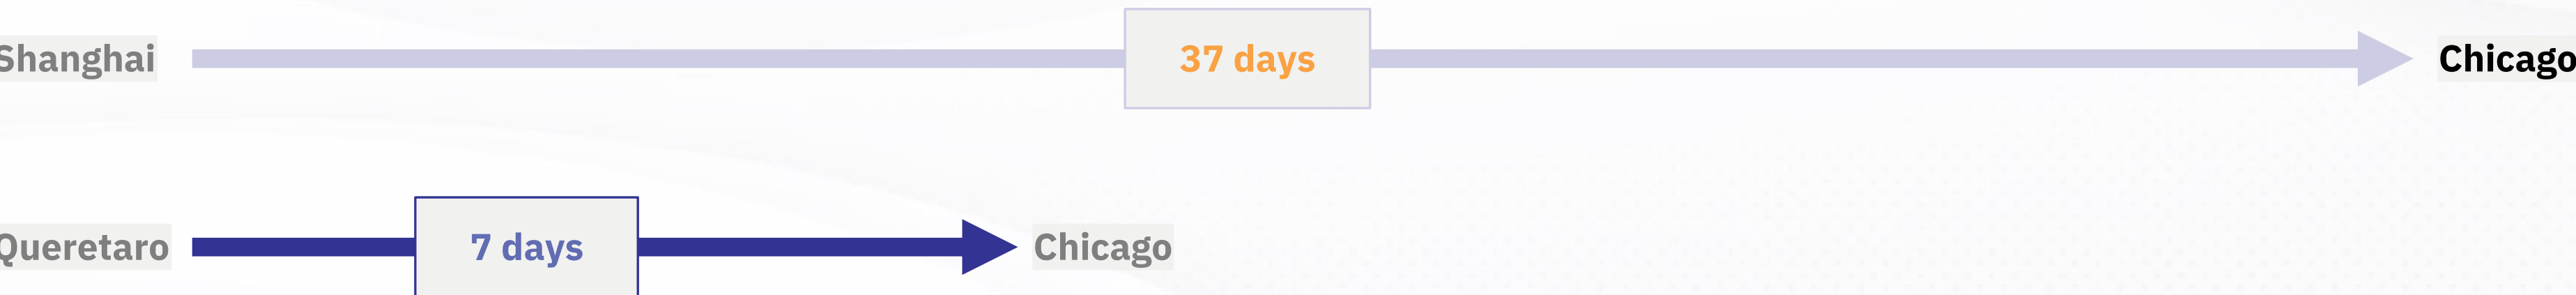 Shanghai 37 days Chicago
Queretaro 7 days Chicago